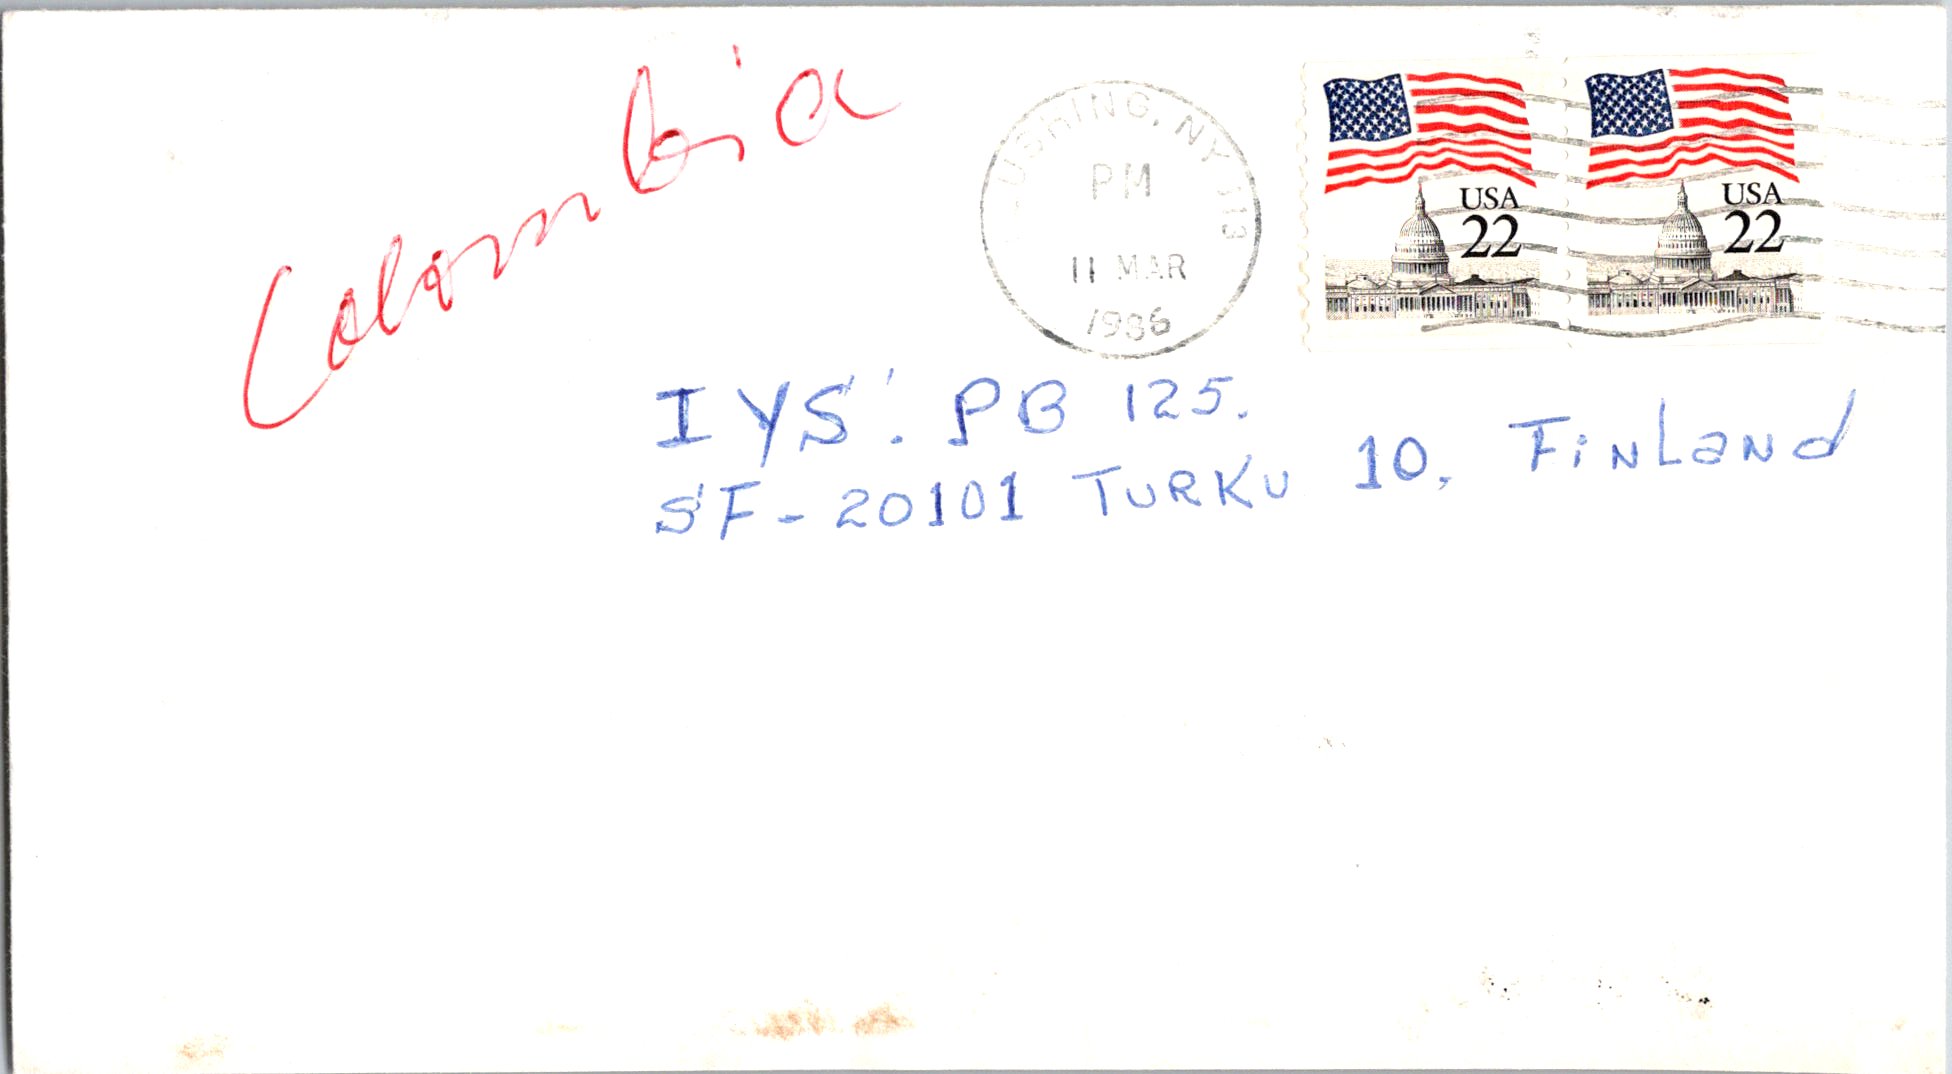 Colombia
FLUSHING, NY 113
PM
11 MAR
1986
USA
22
USA
22
IYS. PB 125.
SF-20101 TURKU 10, FiNLaNd